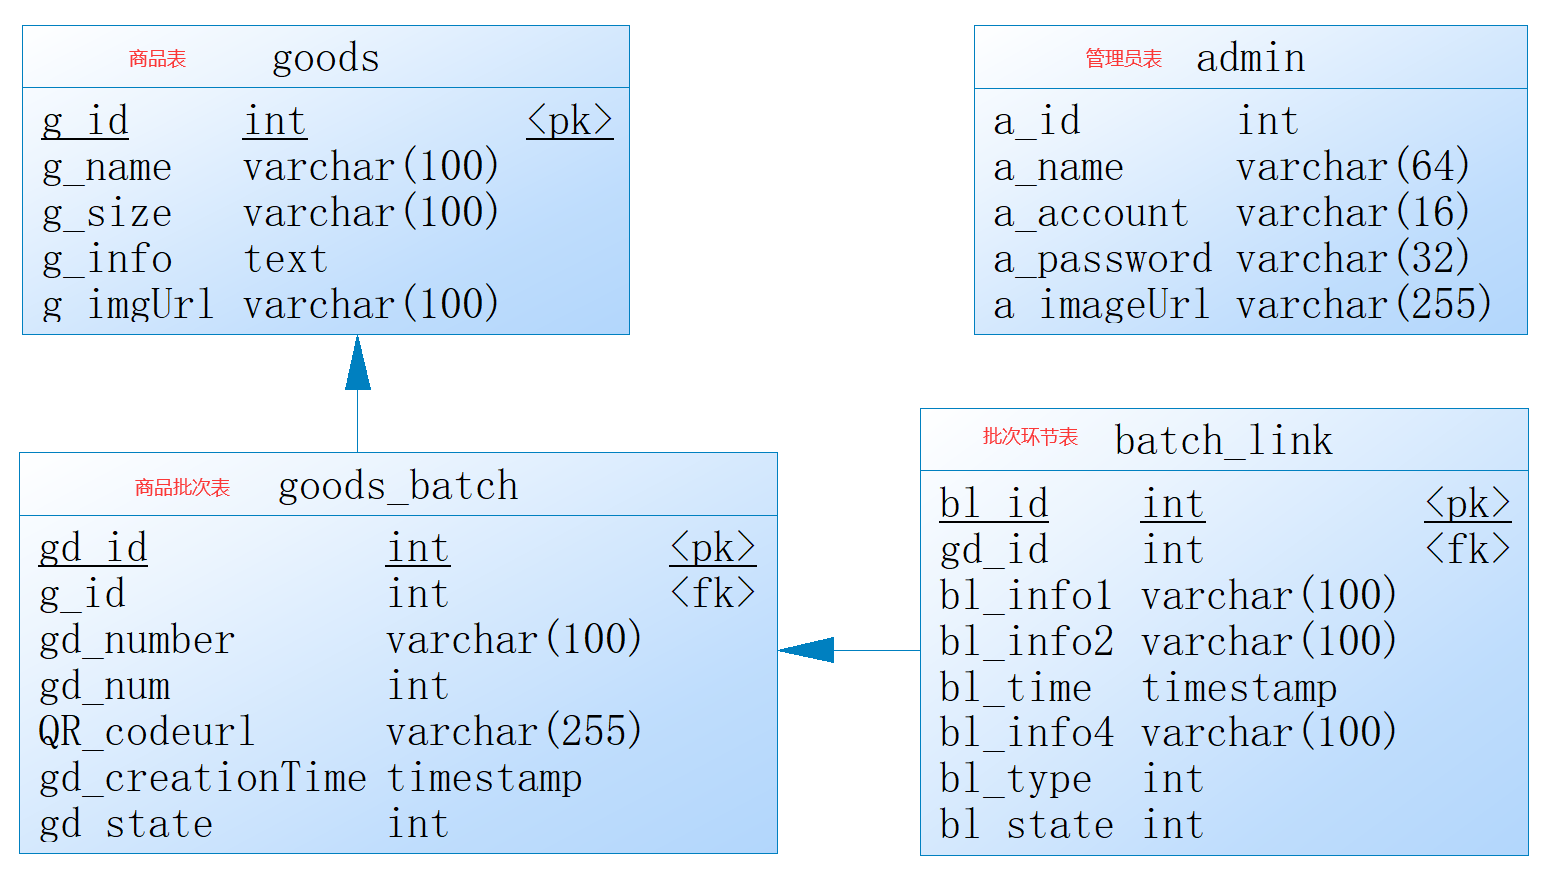 商品表 goods
g_id int <pk>
g_name varchar(100)
g_size varchar(100)
g_info text
g_imgUrl varchar(100)
管理员表 admin
a_id int
a_name varchar(64)
a_account varchar(16)
a_password varchar(32)
a_imageUrl varchar(255)
商品批次表 goods_batch
gd_id int <pk>
g_id int <fk>
gd_number varchar(100)
gd_num int
QR_codeurl varchar(255)
gd_creationTime timestamp
gd_state int
批次环节表 batch_link
bl_id int <pk>
gd_id int <fk>
bl_info1 varchar(100)
bl_info2 varchar(100)
bl_time timestamp
bl_info4 varchar(100)
bl_type int
bl_state int